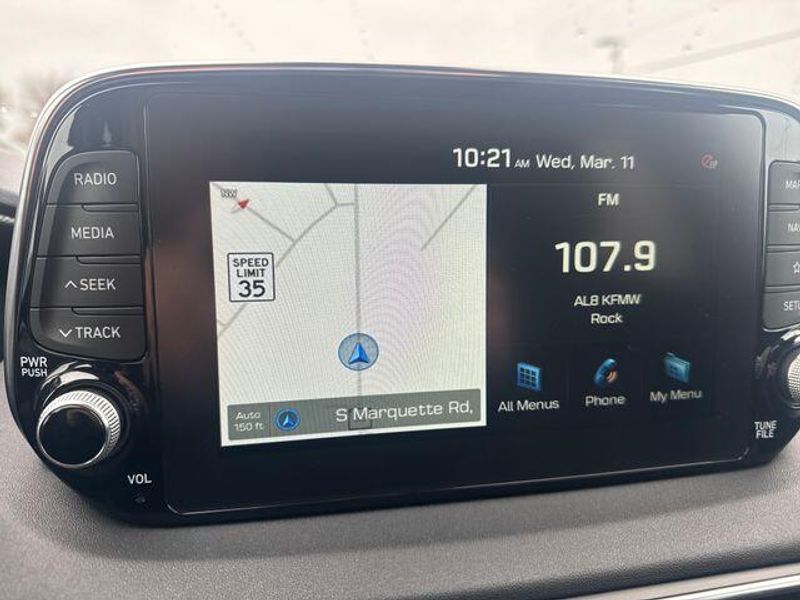 RADIO
MEDIA
SEEK
TRACK
PWR
PUSH
VOL
10:21 AM Wed, Mar. 11
NW
SPEED
LIMIT
35
Auto
150 ft
S Marquette Rd,
FM
107.9
AL8 KFMW
Rock
All Menus
Phone
My Menu
TUNE
FILE